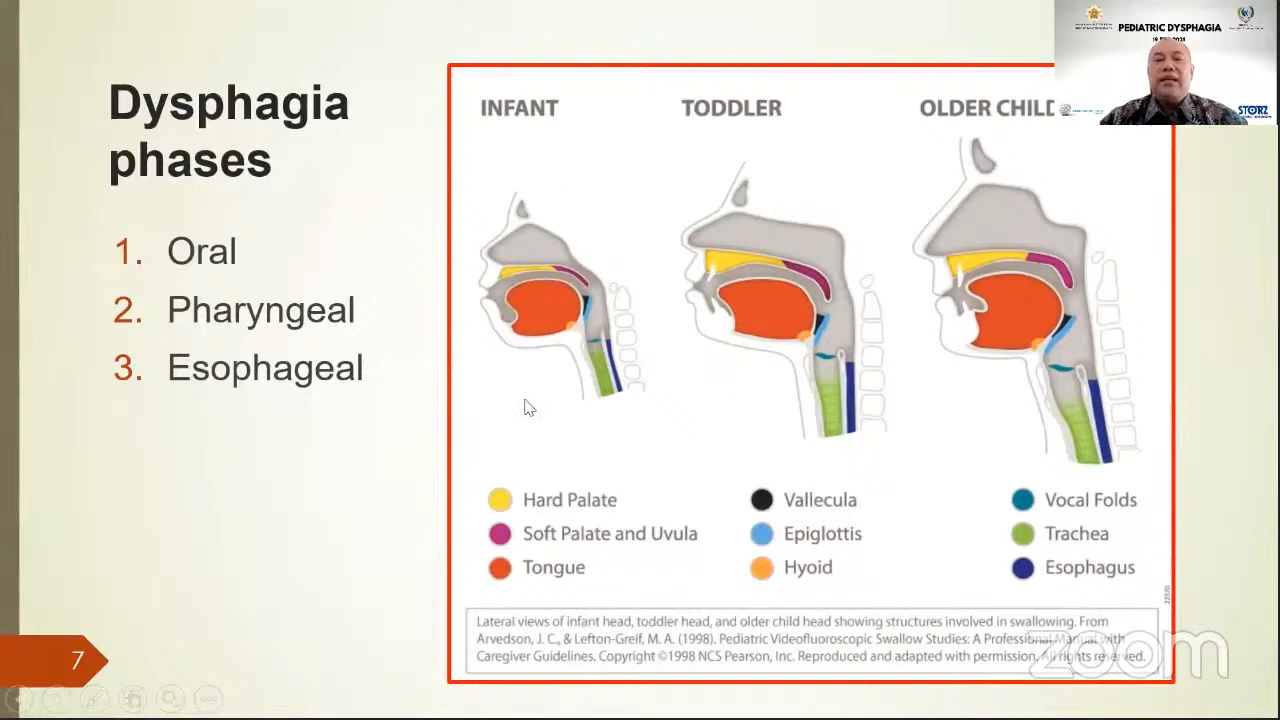 PEDIATRIC DYSPHAGIA
STORZ
Dysphagia
phases
1. Oral
2. Pharyngeal
3. Esophageal
INFANT
TODDLER
OLDER CHILD
Hard Palate
Soft Palate and Uvula
Tongue
Vallecula
Epiglottis
Hyoid
Vocal Folds
Trachea
Esophagus
Lateral views of infant head, toddler head, and older child head showing structures involved in swallowing. From
Arvedson, J. C., & Lefton-Greif, M. A. (1998). Pediatric Videofluoroscopic Swallow Studies: A Professional Manual with
Caregiver Guidelines. Copyright ©1998 NCS Pearson, Inc. Reproduced and adapted with permission. All rights reserved.
zoom
7